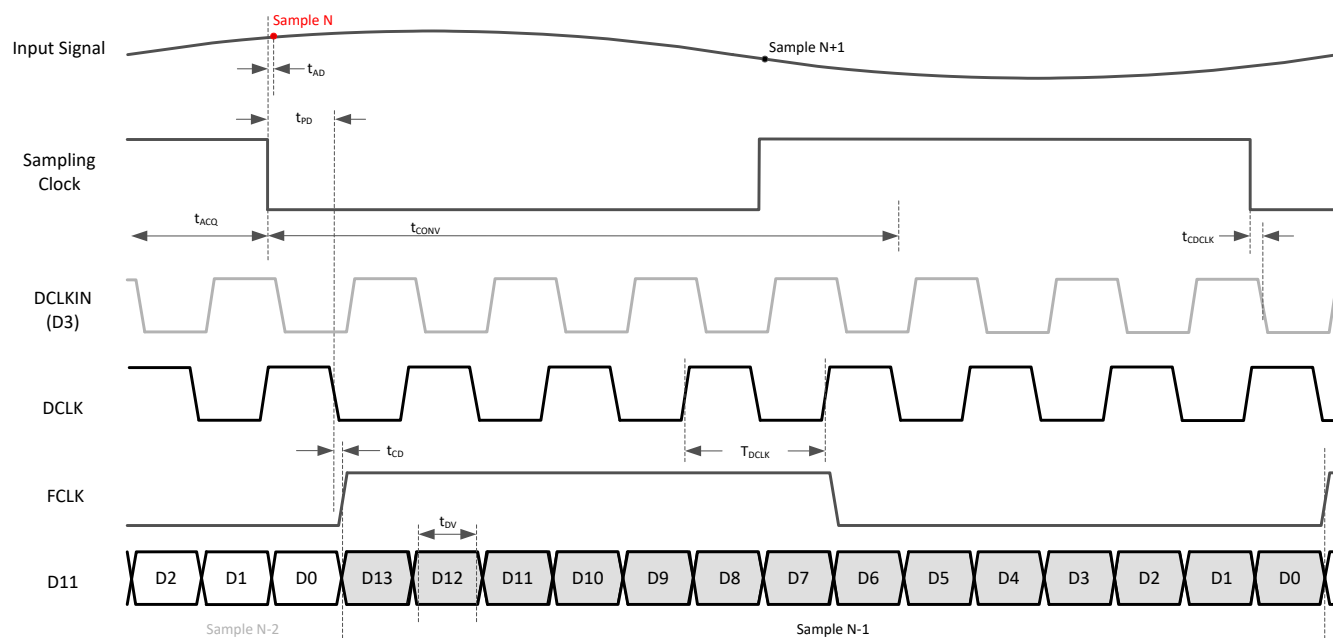 Sample N
Input Signal
Sample N+1
tAD
tPD
Sampling
Clock
tACQ
tCONV
tCDCLK
DCLKIN
(D3)
DCLK
tCD
TDCLK
FCLK
tDV
D11
D2 D1 D0 D13 D12 D11 D10 D9 D8 D7 D6 D5 D4 D3 D2 D1 D0
Sample N-2
Sample N-1